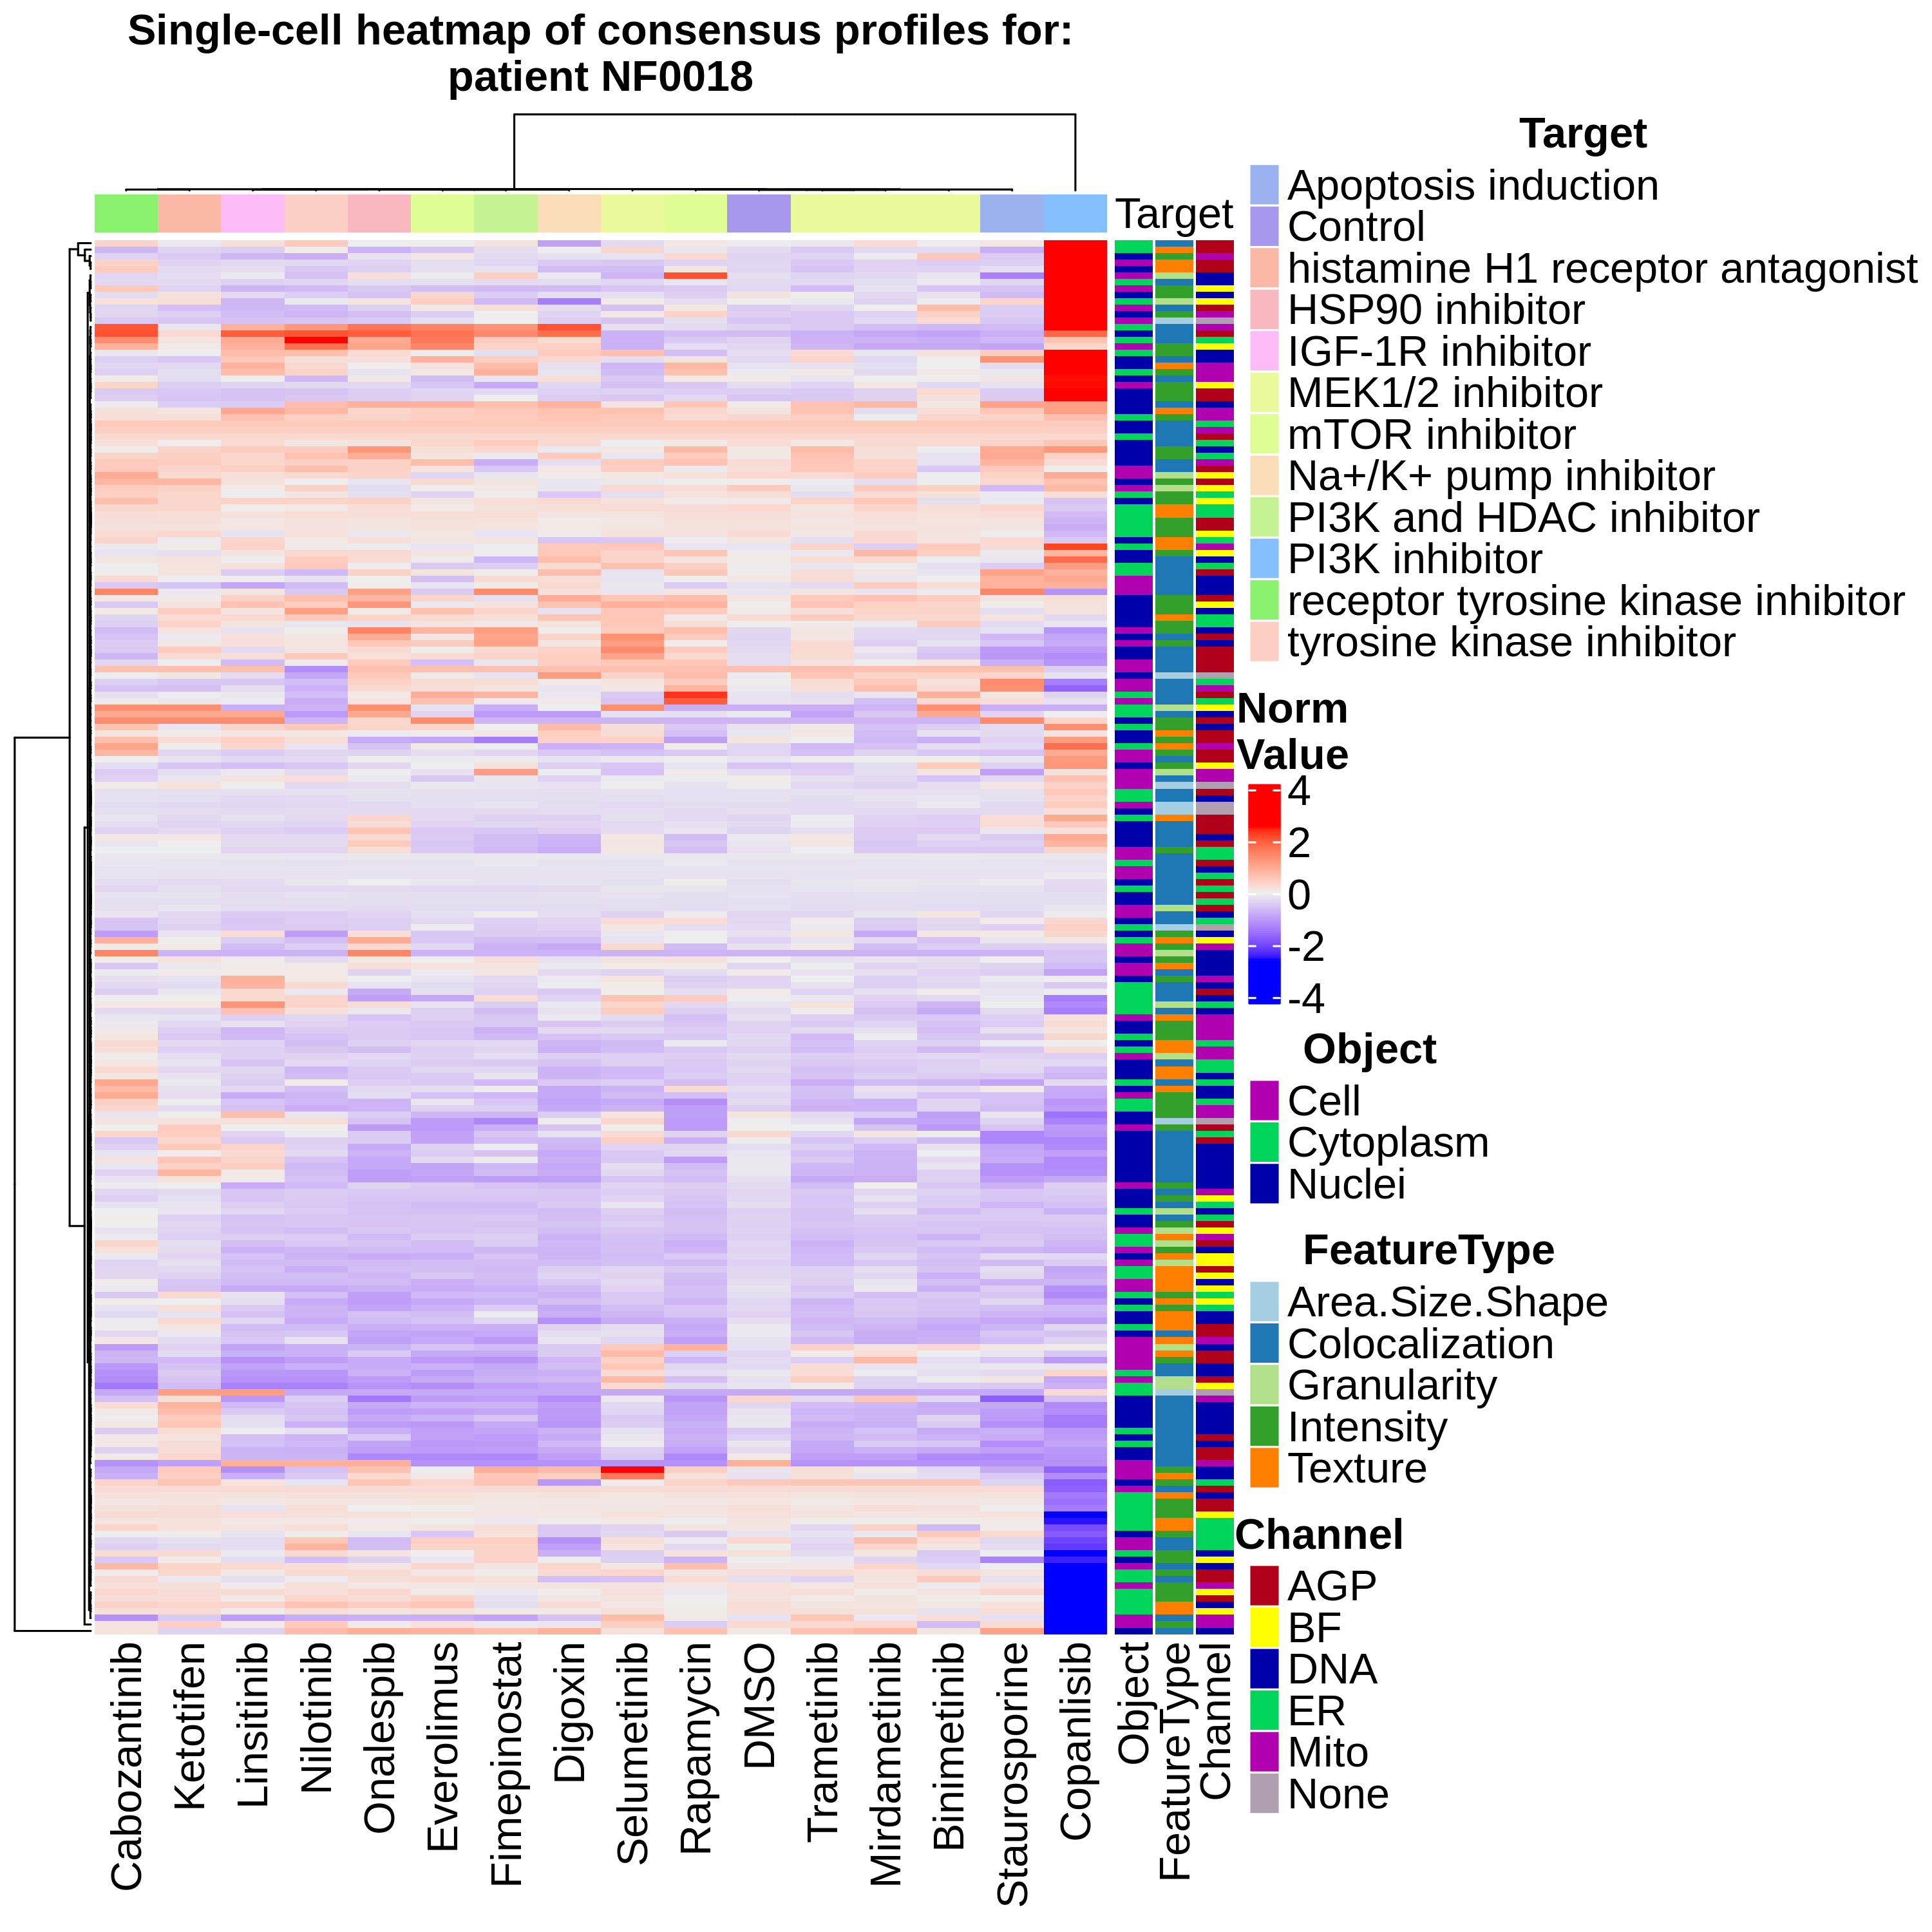 Single-cell heatmap of consensus profiles for:
patient NF0018
Target
Target
Apoptosis induction
Control
histamine H1 receptor antagonist
HSP90 inhibitor
IGF-1R inhibitor
MEK1/2 inhibitor
mTOR inhibitor
Na+/K+ pump inhibitor
PI3K and HDAC inhibitor
PI3K inhibitor
receptor tyrosine kinase inhibitor
tyrosine kinase inhibitor
Norm
Value
4
2
0
-2
-4
Object
Cell
Cytoplasm
Nuclei
FeatureType
Area.Size.Shape
Colocalization
Granularity
Intensity
Texture
Channel
AGP
BF
DNA
ER
Mito
None
Cabozantinib
Ketotifen
Linsitinib
Nilotinib
Onalespib
Everolimus
Fimepinostat
Digoxin
Selumetinib
Rapamycin
DMSO
Trametinib
Mirdametinib
Binimetinib
Staurosporine
Copanlisib
Object
FeatureType
Channel